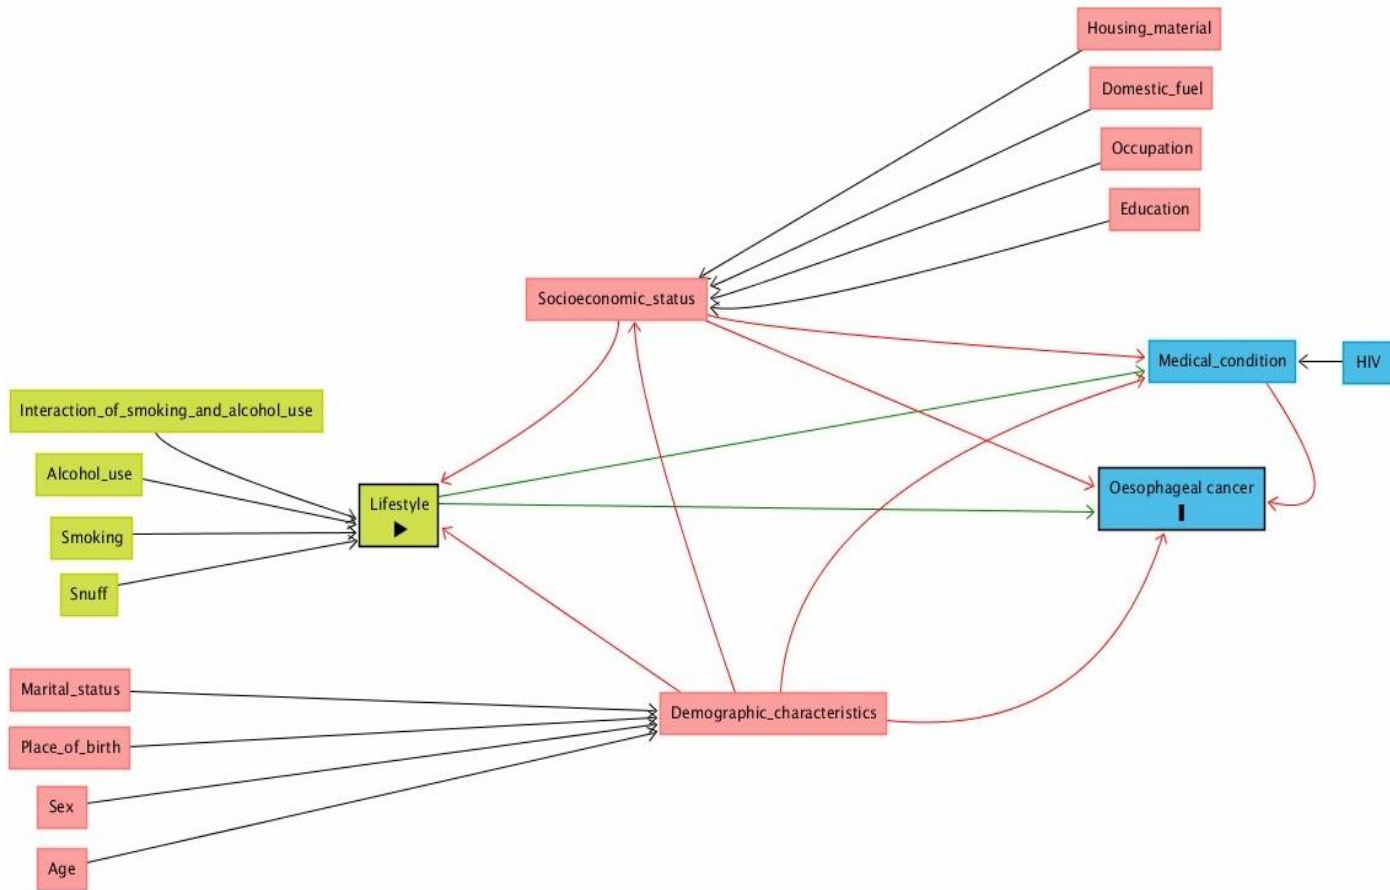 Housing_material
Domestic_fuel
Occupation
Education
Socioeconomic_status
Medical_condition
HIV
Interaction_of_smoking_and_alcohol_use
Alcohol_use
Lifestyle
Oesophageal cancer
Smoking
Snuff
Marital_status
Demographic_characteristics
Place_of_birth
Sex
Age